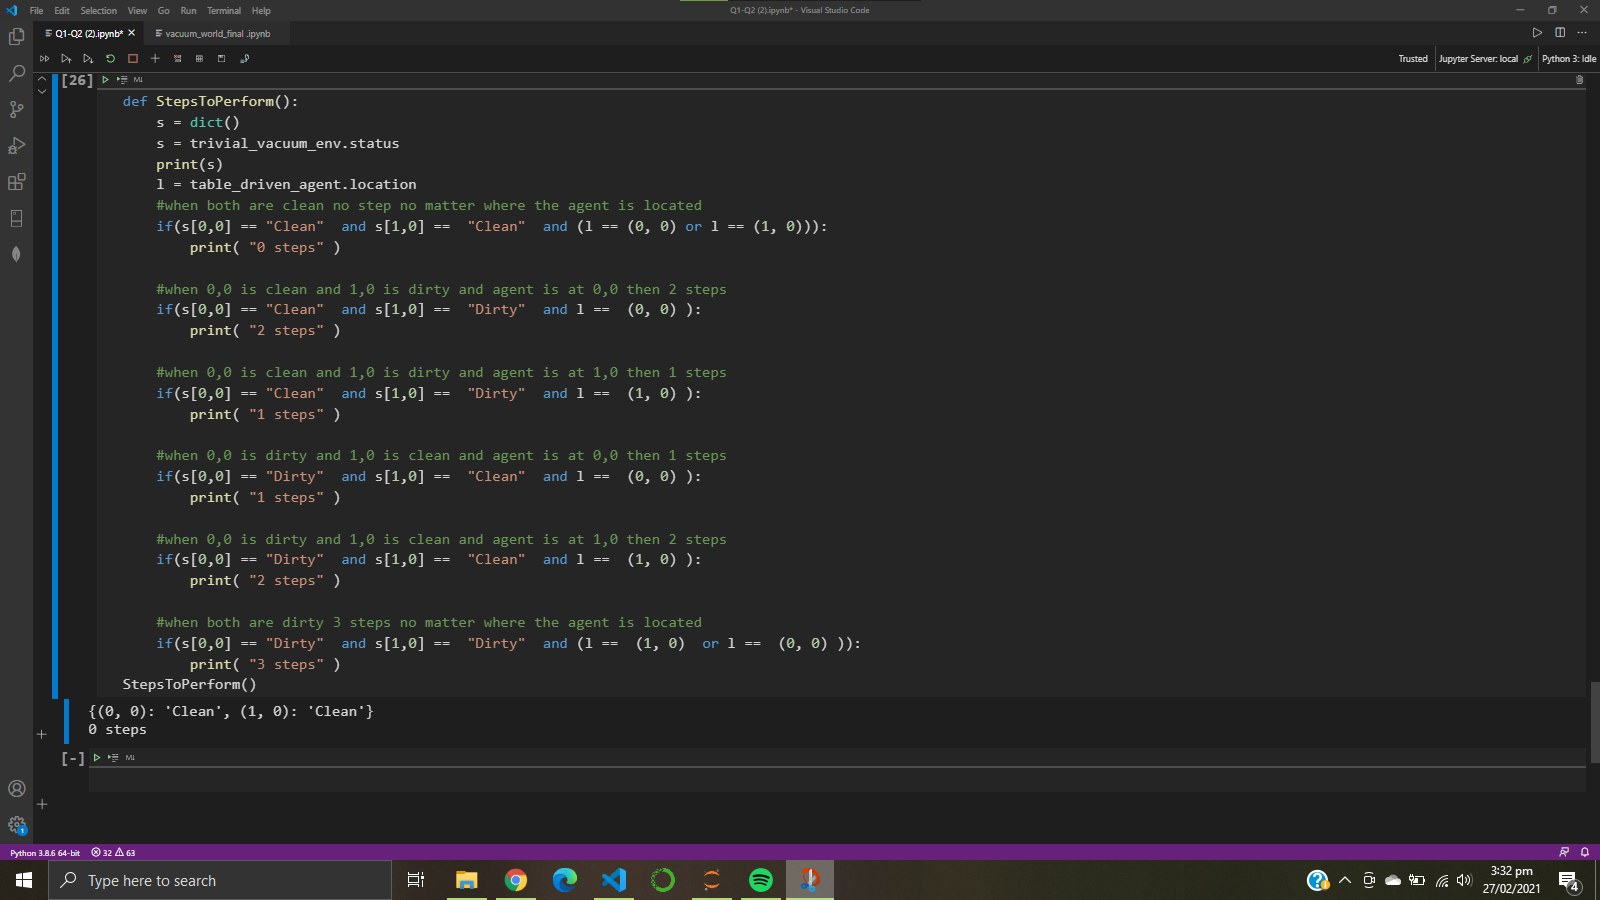 File Edit Selection View Go Run Terminal Help
Q1-Q2 (2).ipynb* - Visual Studio Code
Q1-Q2 (2).ipynb*
vacuum_world_final .ipynb
Trusted
Jupyter Server: local
Python 3: Idle
[26]
M↓
def StepsToPerform():
    s = dict()
    s = trivial_vacuum_env.status
    print(s)
    l = table_driven_agent.location
    #when both are clean no step no matter where the agent is located
    if(s[0,0] == "Clean"  and s[1,0] ==  "Clean"  and (l == (0, 0) or l == (1, 0))):
        print( "0 steps" )
    #when 0,0 is clean and 1,0 is dirty and agent is at 0,0 then 2 steps
    if(s[0,0] == "Clean"  and s[1,0] ==  "Dirty"  and l ==  (0, 0) ):
        print( "2 steps" )
    #when 0,0 is clean and 1,0 is dirty and agent is at 1,0 then 1 steps
    if(s[0,0] == "Clean"  and s[1,0] ==  "Dirty"  and l ==  (1, 0) ):
        print( "1 steps" )
    #when 0,0 is dirty and 1,0 is clean and agent is at 0,0 then 1 steps
    if(s[0,0] == "Dirty"  and s[1,0] ==  "Clean"  and l ==  (0, 0) ):
        print( "1 steps" )
    #when 0,0 is dirty and 1,0 is clean and agent is at 1,0 then 2 steps
    if(s[0,0] == "Dirty"  and s[1,0] ==  "Clean"  and l ==  (1, 0) ):
        print( "2 steps" )
    #when both are dirty 3 steps no matter where the agent is located
    if(s[0,0] == "Dirty"  and s[1,0] ==  "Dirty"  and (l ==  (1, 0)  or l ==  (0, 0) )):
        print( "3 steps" )
StepsToPerform()
{(0, 0): 'Clean', (1, 0): 'Clean'}
0 steps
[-]
M↓
1
Python 3.8.6 64-bit
32
63
Type here to search
3:32 pm
27/02/2021
4